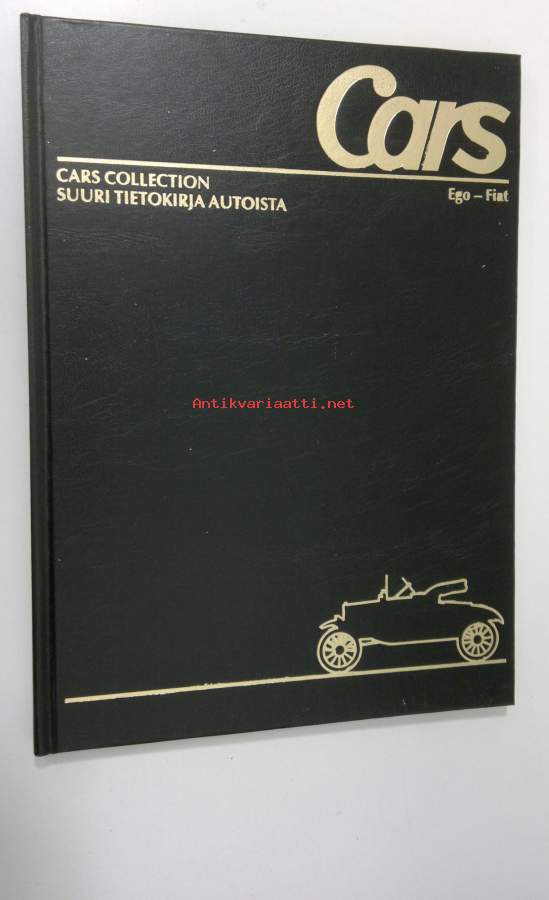 Cars
CARS COLLECTION
SUURI TIETOKIRJA AUTOISTA
Ego – Fiat
Antikvariaatti.net